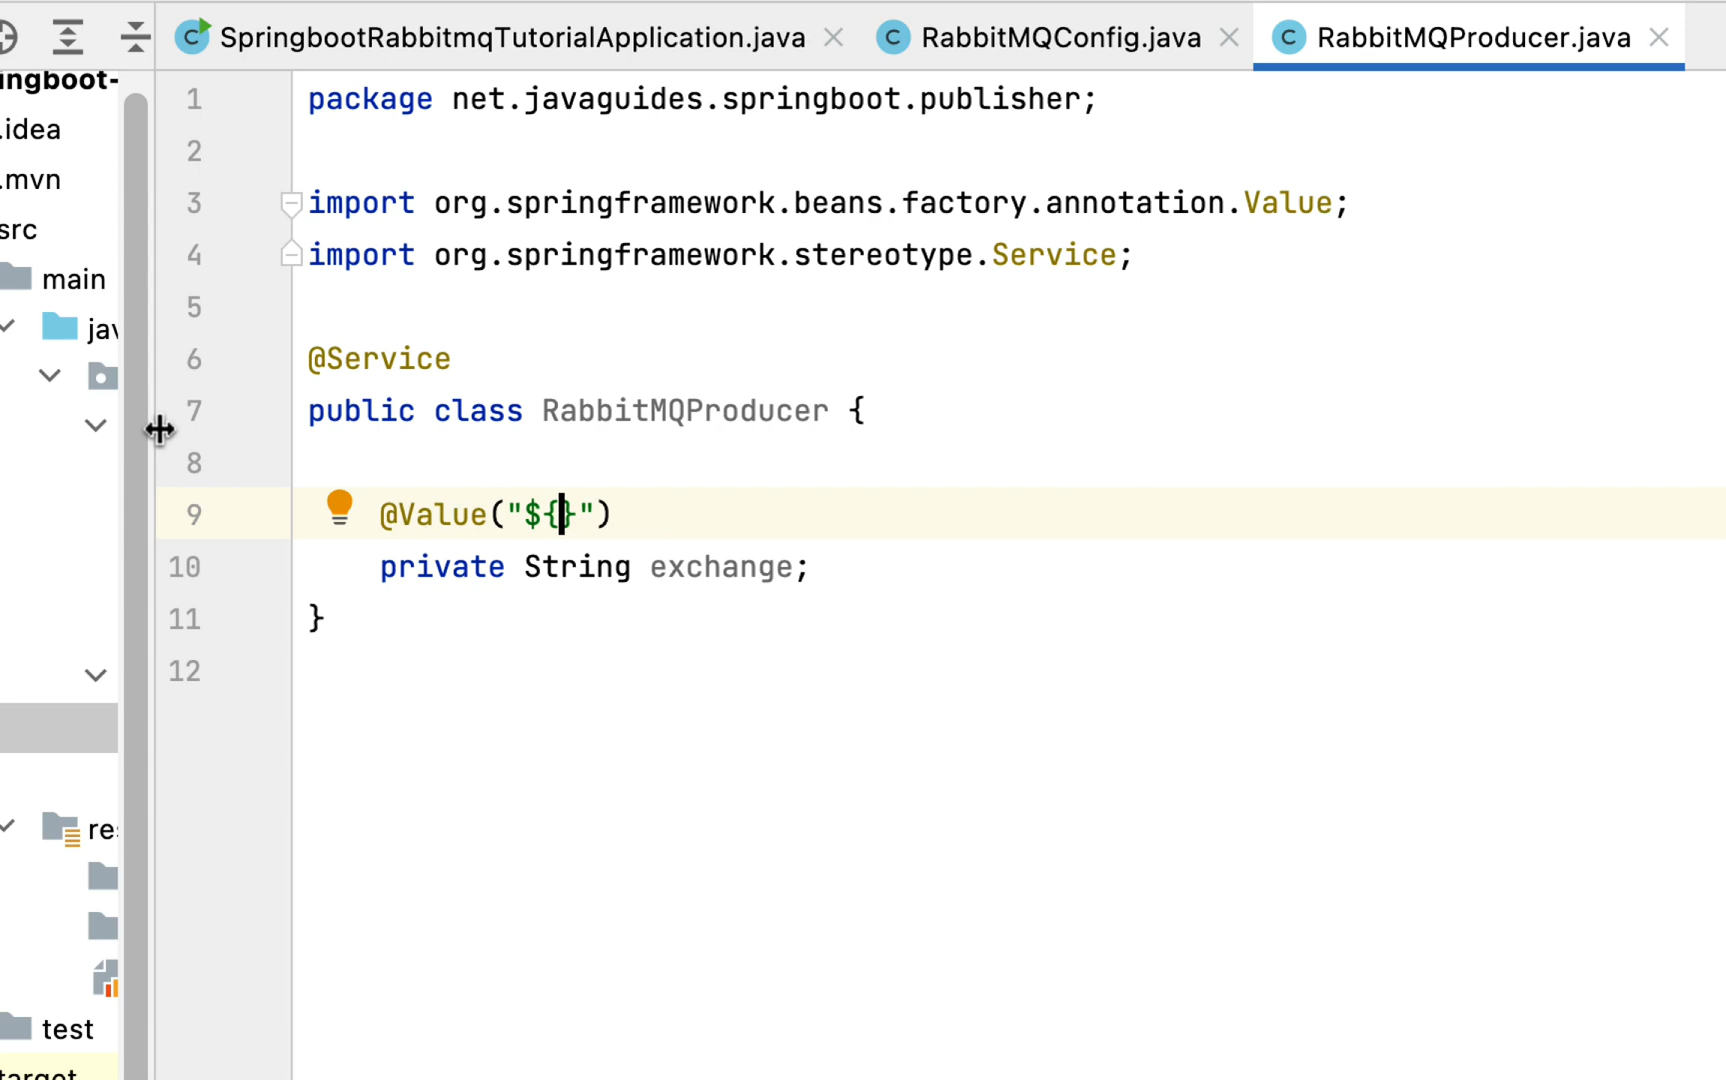 SpringbootRabbitmqTutorialApplication.java
RabbitMQConfig.java
RabbitMQProducer.java
ingboot-
.idea
.mvn
src
main
jav
res
test
target
1 package net.javaguides.springboot.publisher;
2
3 import org.springframework.beans.factory.annotation.Value;
4 import org.springframework.stereotype.Service;
5
6 @Service
7 public class RabbitMQProducer {
8
9 @Value("${}")
10 private String exchange;
11 }
12